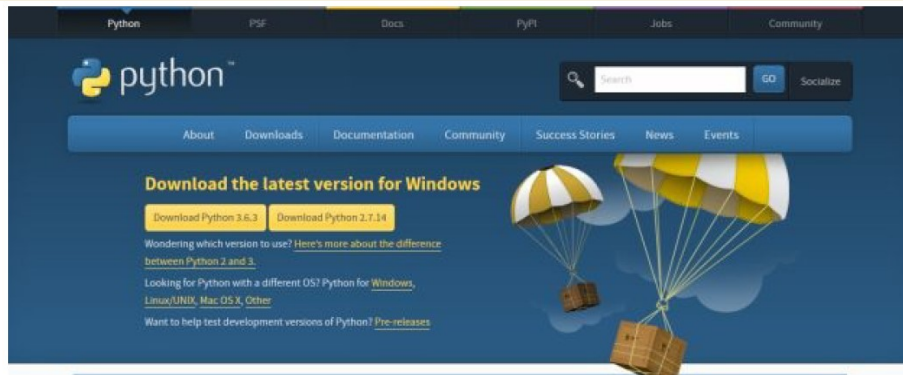 Python PSF Docs PyPI Jobs Community
python™
Search GO Socialize
About Downloads Documentation Community Success Stories News Events
Download the latest version for Windows
Download Python 3.6.3 Download Python 2.7.14
Wondering which version to use? Here's more about the difference
between Python 2 and 3.
Looking for Python with a different OS? Python for Windows,
Linux/UNIX, Mac OS X, Other
Want to help test development versions of Python? Pre-releases